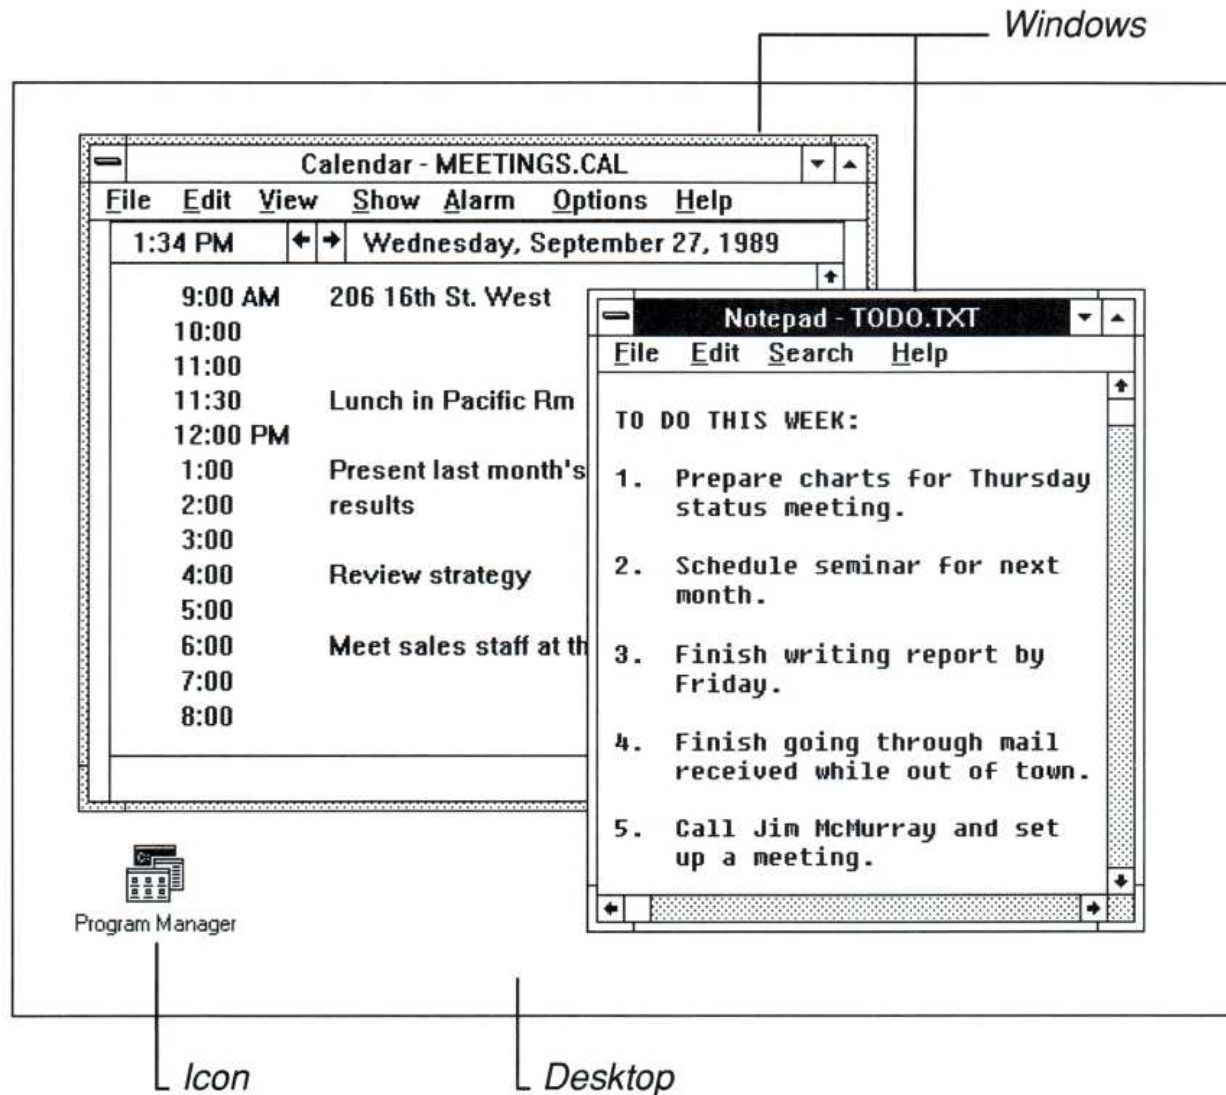 Windows
Calendar - MEETINGS.CAL
File Edit View Show Alarm Options Help
1:34 PM Wednesday, September 27, 1989
9:00 AM 206 16th St. West
10:00
11:00
11:30 Lunch in Pacific Rm
12:00 PM
1:00 Present last month's
2:00 results
3:00
4:00 Review strategy
5:00
6:00 Meet sales staff at th
7:00
8:00
Notepad - TODO.TXT
File Edit Search Help
TO DO THIS WEEK:
1. Prepare charts for Thursday
status meeting.
2. Schedule seminar for next
month.
3. Finish writing report by
Friday.
4. Finish going through mail
received while out of town.
5. Call Jim McMurray and set
up a meeting.
Program Manager
Icon
Desktop